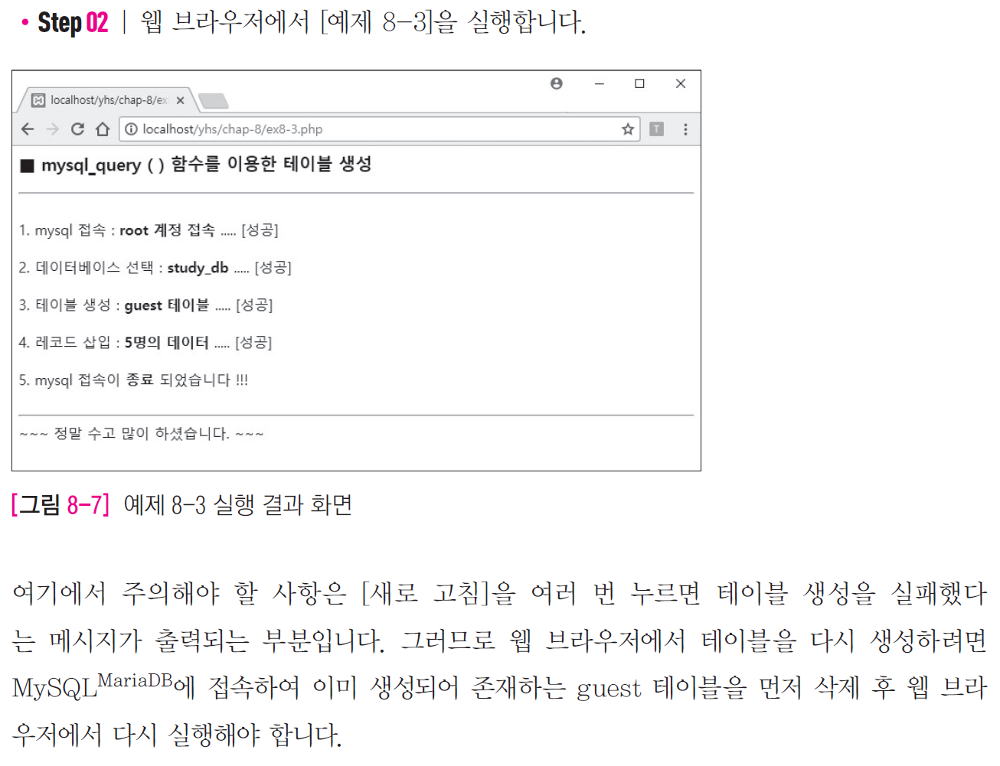 • Step 02 | 웹 브라우저에서 [예제 8-3]을 실행합니다.
localhost/yhs/chap-8/ex
localhost/yhs/chap-8/ex8-3.php
T
■ mysql_query ( ) 함수를 이용한 테이블 생성
1. mysql 접속 : root 계정 접속 ..... [성공]
2. 데이터베이스 선택 : study_db ..... [성공]
3. 테이블 생성 : guest 테이블 ..... [성공]
4. 레코드 삽입 : 5명의 데이터 ..... [성공]
5. mysql 접속이 종료 되었습니다 !!!
~~~ 정말 수고 많이 하셨습니다. ~~~
[그림 8-7] 예제 8-3 실행 결과 화면
여기에서 주의해야 할 사항은 [새로 고침]을 여러 번 누르면 테이블 생성을 실패했다
는 메시지가 출력되는 부분입니다. 그러므로 웹 브라우저에서 테이블을 다시 생성하려면
MySQL MariaDB에 접속하여 이미 생성되어 존재하는 guest 테이블을 먼저 삭제 후 웹 브라
우저에서 다시 실행해야 합니다.